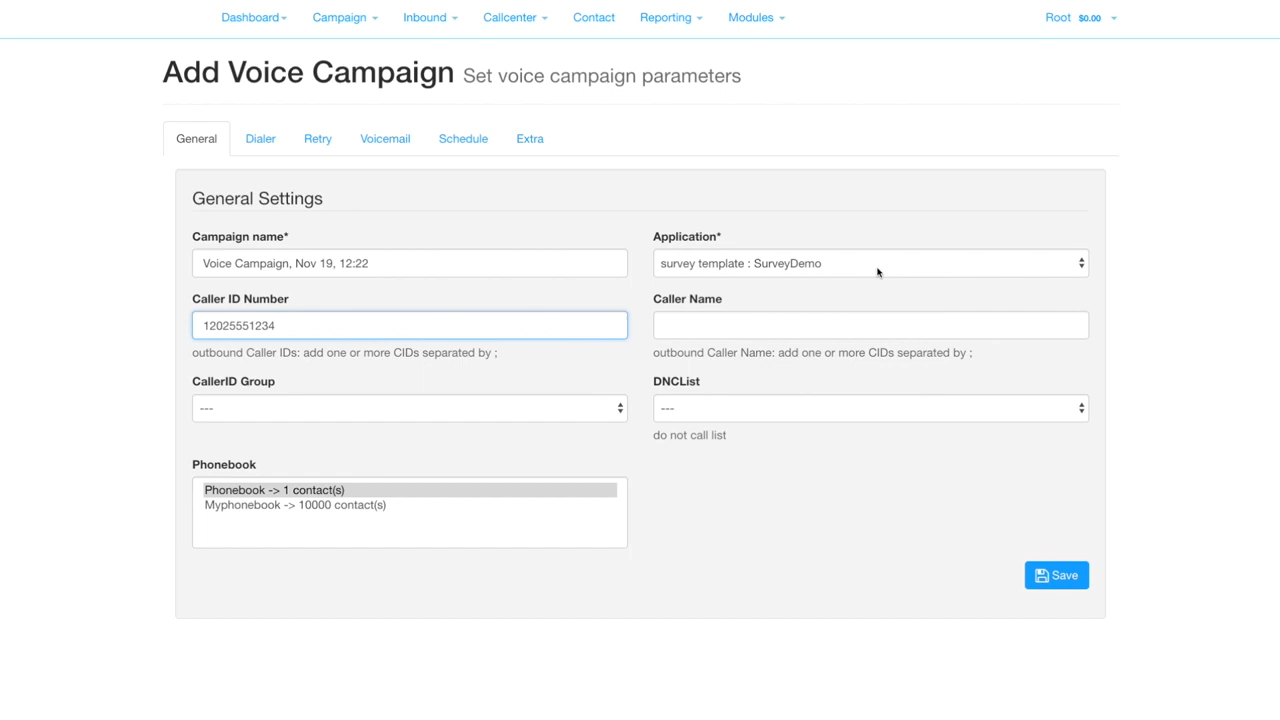 Dashboard Campaign Inbound Callcenter Contact Reporting Modules Root $0.00
Add Voice Campaign Set voice campaign parameters
General Dialer Retry Voicemail Schedule Extra
General Settings
Campaign name* Application*
Voice Campaign, Nov 19, 12:22 survey template : SurveyDemo
Caller ID Number Caller Name
12025551234
outbound Caller IDs: add one or more CIDs separated by ; outbound Caller Name: add one or more CIDs separated by ;
CallerID Group DNCList
--- ---
do not call list
Phonebook
Phonebook -> 1 contact(s)
Myphonebook -> 10000 contact(s)
Save